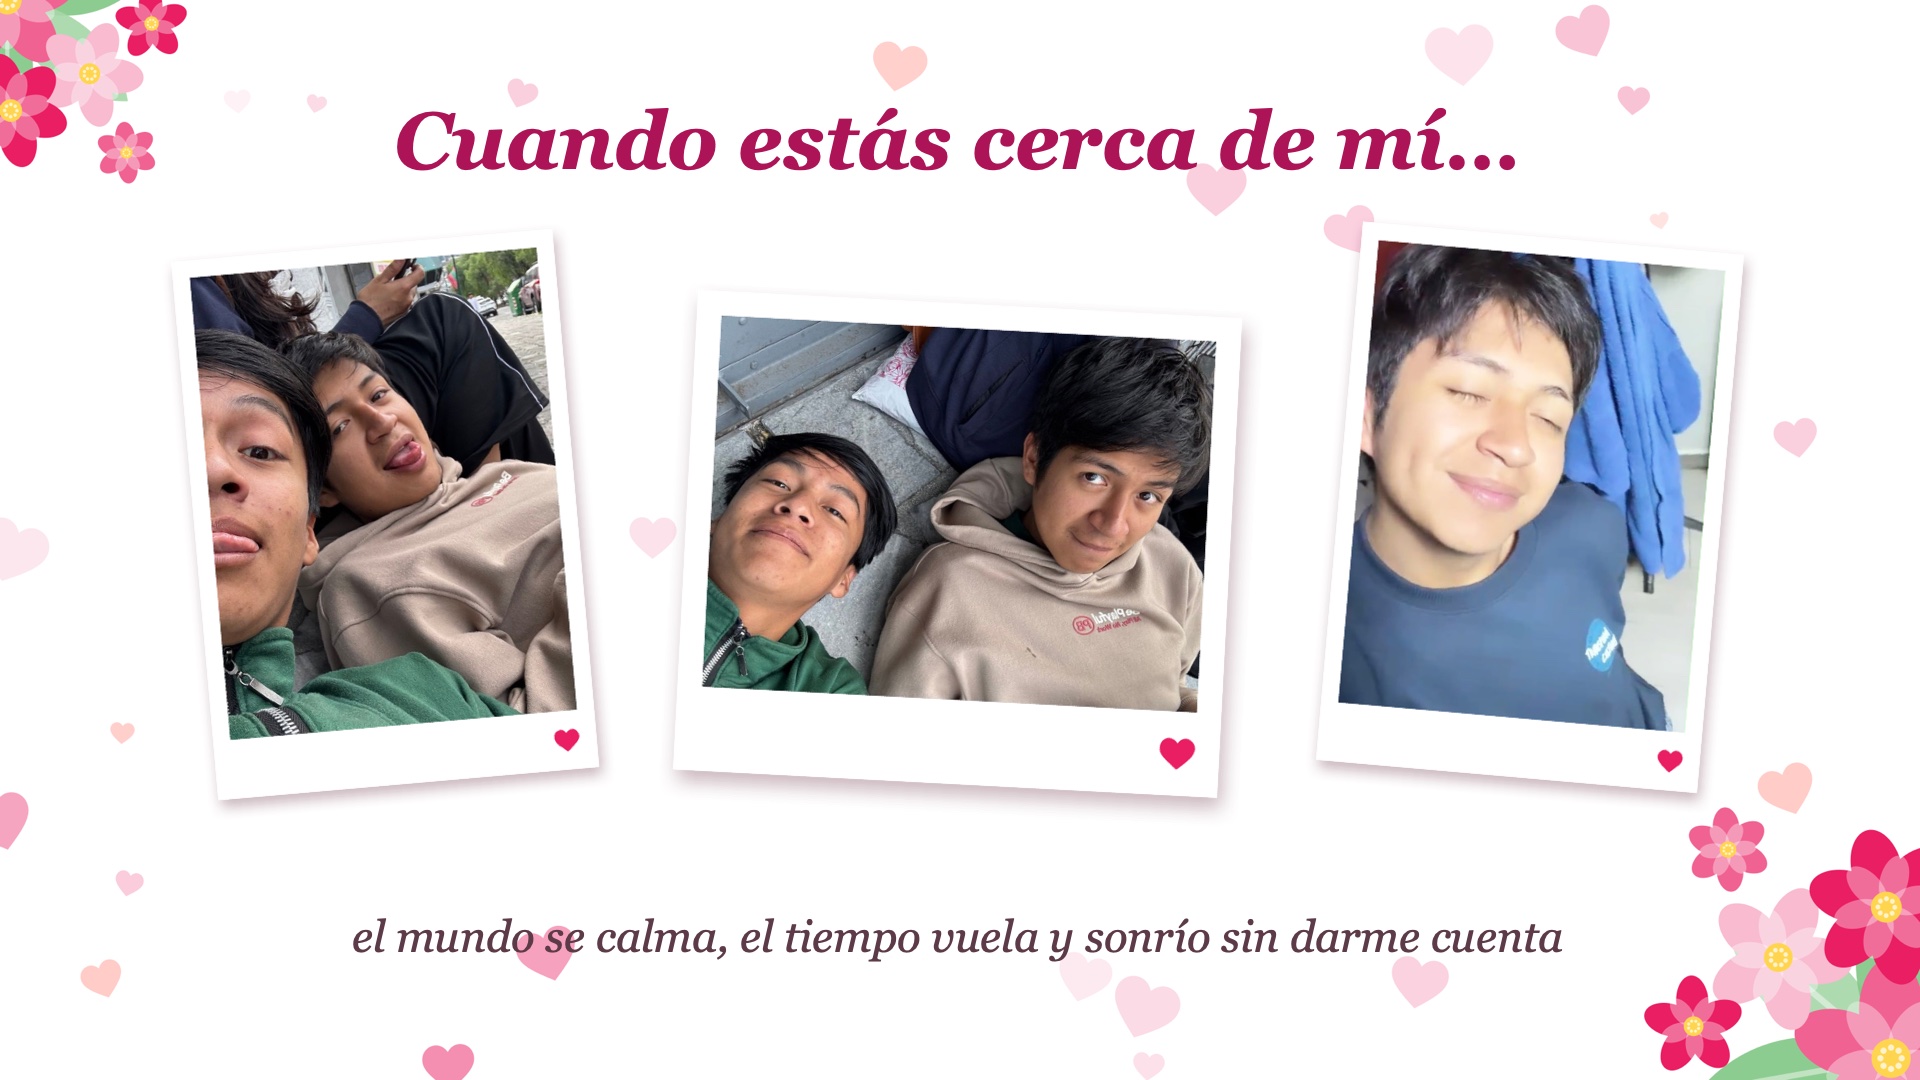 Cuando estás cerca de mí...
el mundo se calma, el tiempo vuela y sonrío sin darme cuenta